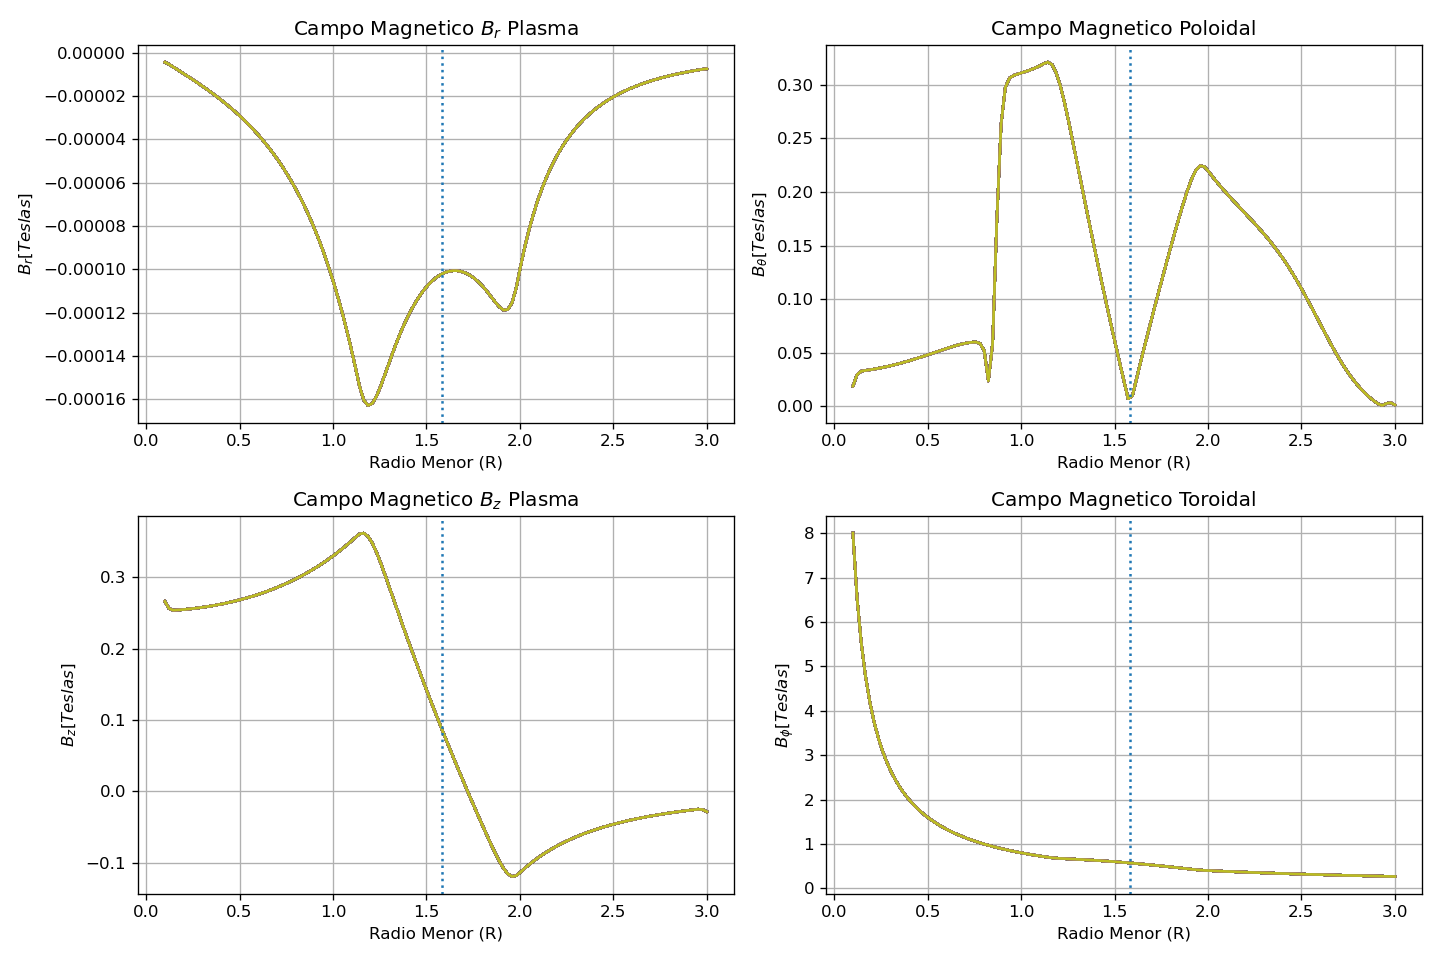 Campo Magnetico B_r Plasma
0.00000
−0.00002
−0.00004
−0.00006
−0.00008
−0.00010
−0.00012
−0.00014
−0.00016
B_r[Teslas]
0.0 0.5 1.0 1.5 2.0 2.5 3.0
Radio Menor (R)
Campo Magnetico Poloidal
0.30
0.25
0.20
0.15
0.10
0.05
0.00
B_θ[Teslas]
0.0 0.5 1.0 1.5 2.0 2.5 3.0
Radio Menor (R)
Campo Magnetico B_z Plasma
0.3
0.2
0.1
0.0
−0.1
B_z[Teslas]
0.0 0.5 1.0 1.5 2.0 2.5 3.0
Radio Menor (R)
Campo Magnetico Toroidal
8
7
6
5
4
3
2
1
0
B_ϕ[Teslas]
0.0 0.5 1.0 1.5 2.0 2.5 3.0
Radio Menor (R)